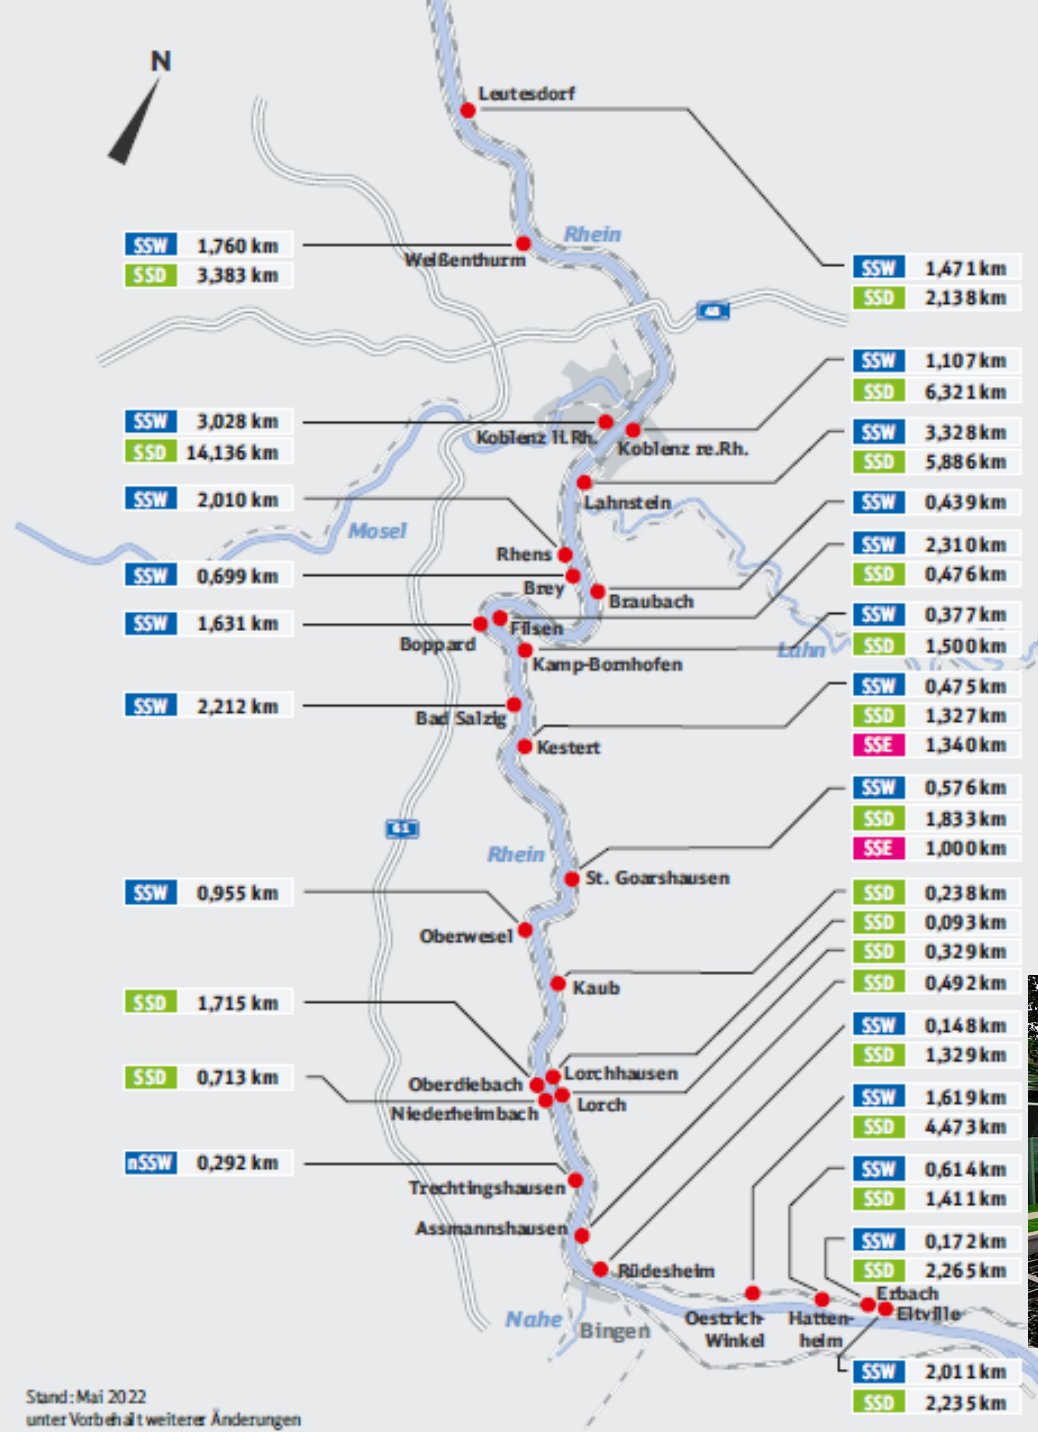 N
Leutesdorf
Rhein
Weißenthurm
SSW 1,760 km
SSD 3,383 km
SSW 1,471 km
SSD 2,138 km
48
SSW 1,107 km
SSD 6,321 km
SSW 3,028 km
SSD 14,136 km
Koblenz li.Rh.
Koblenz re.Rh.
SSW 3,328 km
SSD 5,886 km
Lahnstein
SSW 2,010 km
SSW 0,439 km
Mosel
Rhens
SSW 2,310 km
SSD 0,476 km
SSW 0,699 km
Brey
Braubach
SSW 1,631 km
Filsen
SSW 0,377 km
SSD 1,500 km
Boppard
Lahn
Kamp-Bornhofen
SSW 2,212 km
Bad Salzig
SSW 0,475 km
SSD 1,327 km
SSE 1,340 km
Kestert
SSW 0,576 km
SSD 1,833 km
SSE 1,000 km
61
Rhein
St. Goarshausen
SSW 0,955 km
SSD 0,238 km
SSD 0,093 km
SSD 0,329 km
SSD 0,492 km
Oberwesel
Kaub
SSD 1,715 km
SSW 0,148 km
SSD 1,329 km
SSD 0,713 km
Oberdiebach
Lorchhausen
Niederheimbach
Lorch
SSW 1,619 km
SSD 4,473 km
nSSW 0,292 km
Trechtingshausen
SSW 0,614 km
SSD 1,411 km
Assmannshausen
SSW 0,172 km
SSD 2,265 km
Rüdesheim
Erbach
Eltville
Oestrich-
Winkel
Hatten-
heim
Nahe
Bingen
SSW 2,011 km
SSD 2,235 km
Stand: Mai 2022
unter Vorbehalt weiterer Änderungen